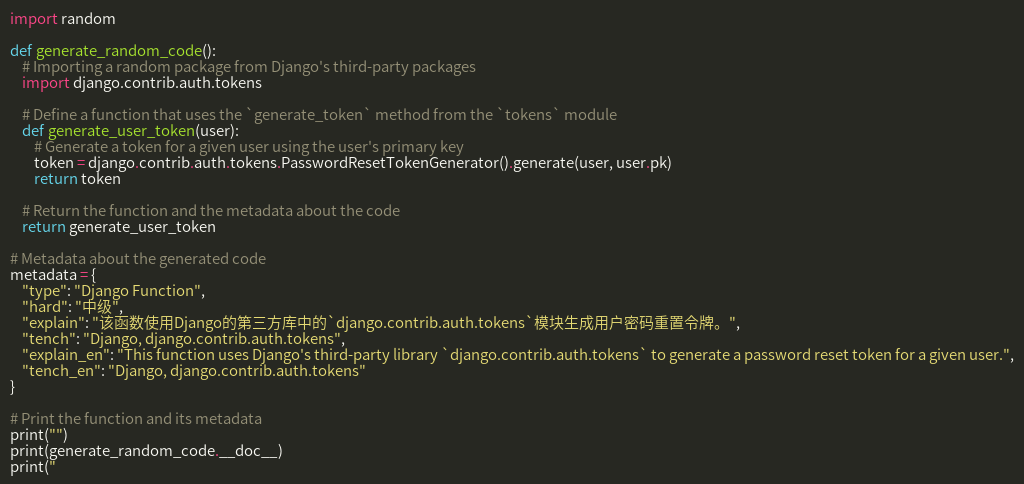 import random
def generate_random_code():
# Importing a random package from Django's third-party packages
import django.contrib.auth.tokens
# Define a function that uses the `generate_token` method from the `tokens` module
def generate_user_token(user):
# Generate a token for a given user using the user's primary key
token = django.contrib.auth.tokens.PasswordResetTokenGenerator().generate(user, user.pk)
return token
# Return the function and the metadata about the code
return generate_user_token
# Metadata about the generated code
metadata = {
"type": "Django Function",
"hard": "中级",
"explain": "该函数使用Django的第三方库中的`django.contrib.auth.tokens`模块生成用户密码重置令牌。",
"tench": "Django, django.contrib.auth.tokens",
"explain_en": "This function uses Django's third-party library `django.contrib.auth.tokens` to generate a password reset token for a given user.",
"tench_en": "Django, django.contrib.auth.tokens"
}
# Print the function and its metadata
print("")
print(generate_random_code.__doc__)
print("